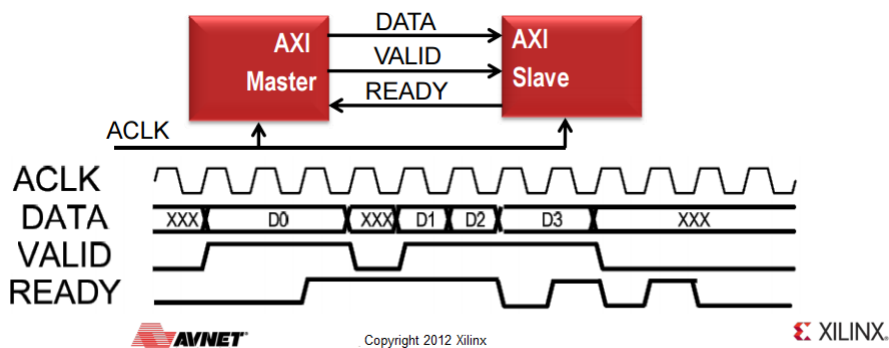 DATA
AXI Master
VALID
AXI Slave
READY
ACLK
ACLK
DATA XXX D0 XXX D1 D2 D3 XXX
VALID
READY
AVNET Copyright 2012 Xilinx XILINX